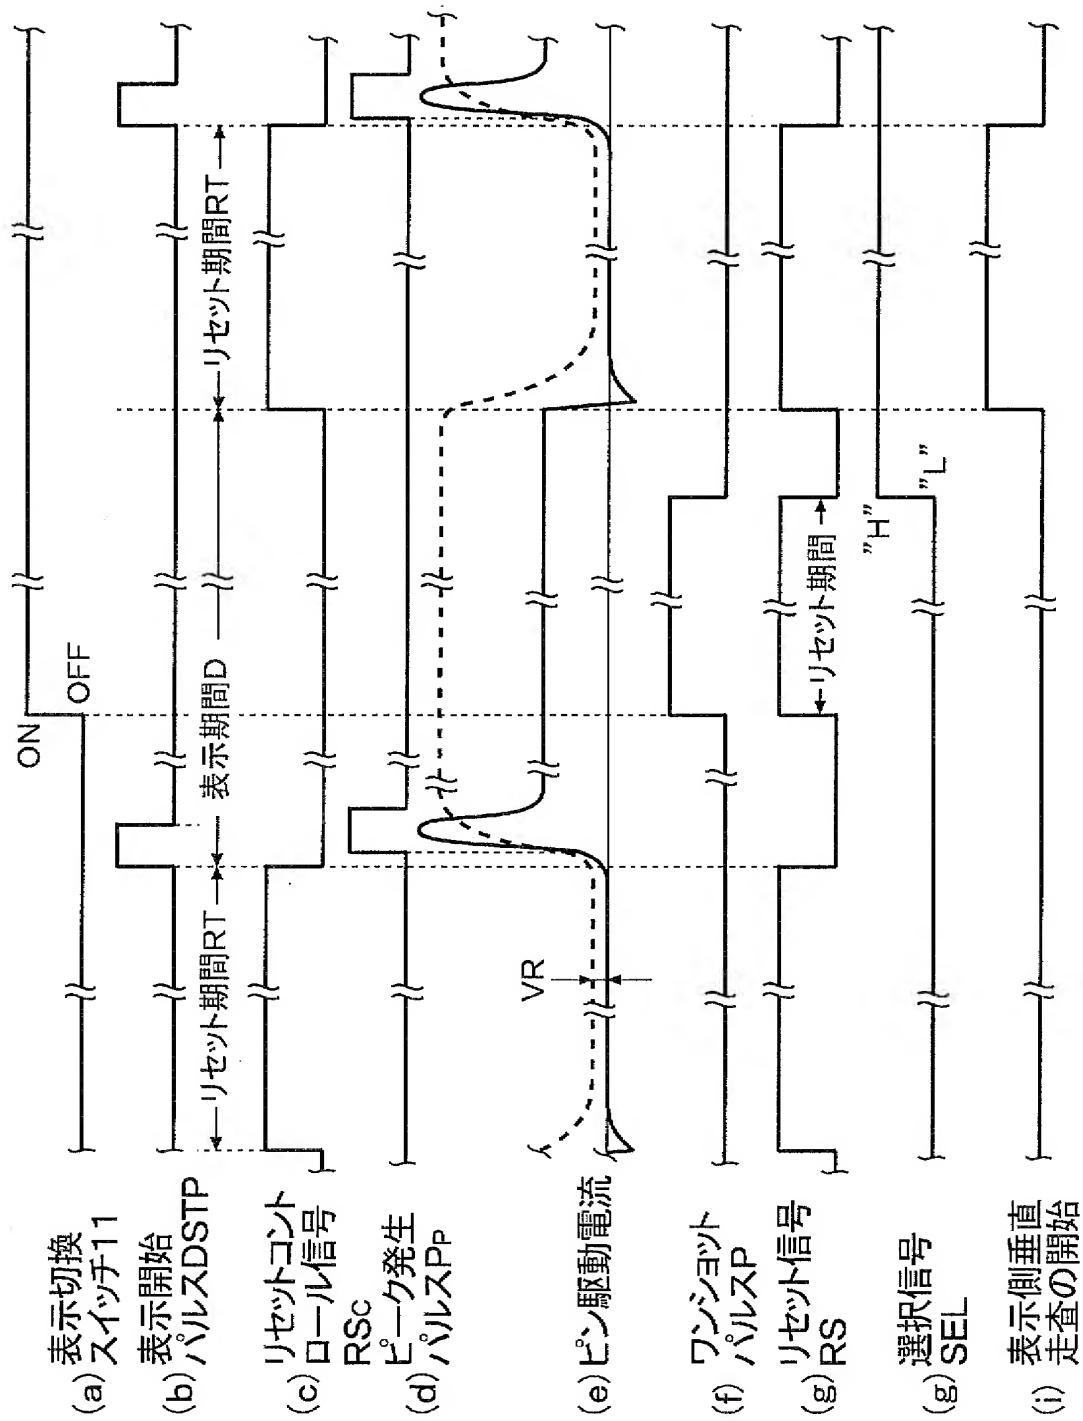 (a) 表示切換
スイッチ11
ON
OFF
(b) 表示開始
パルスDSTP
リセット期間RT
表示期間D
リセット期間RT
(c) リセットコント
ロール信号
RSc
(d) ピーク発生
パルスPP
VR
(e) ピン駆動電流
(f) ワンショット
パルスP
(g) リセット信号
RS
リセット期間
(g) 選択信号
SEL
"H"
"L"
(i) 表示側垂直
走査の開始